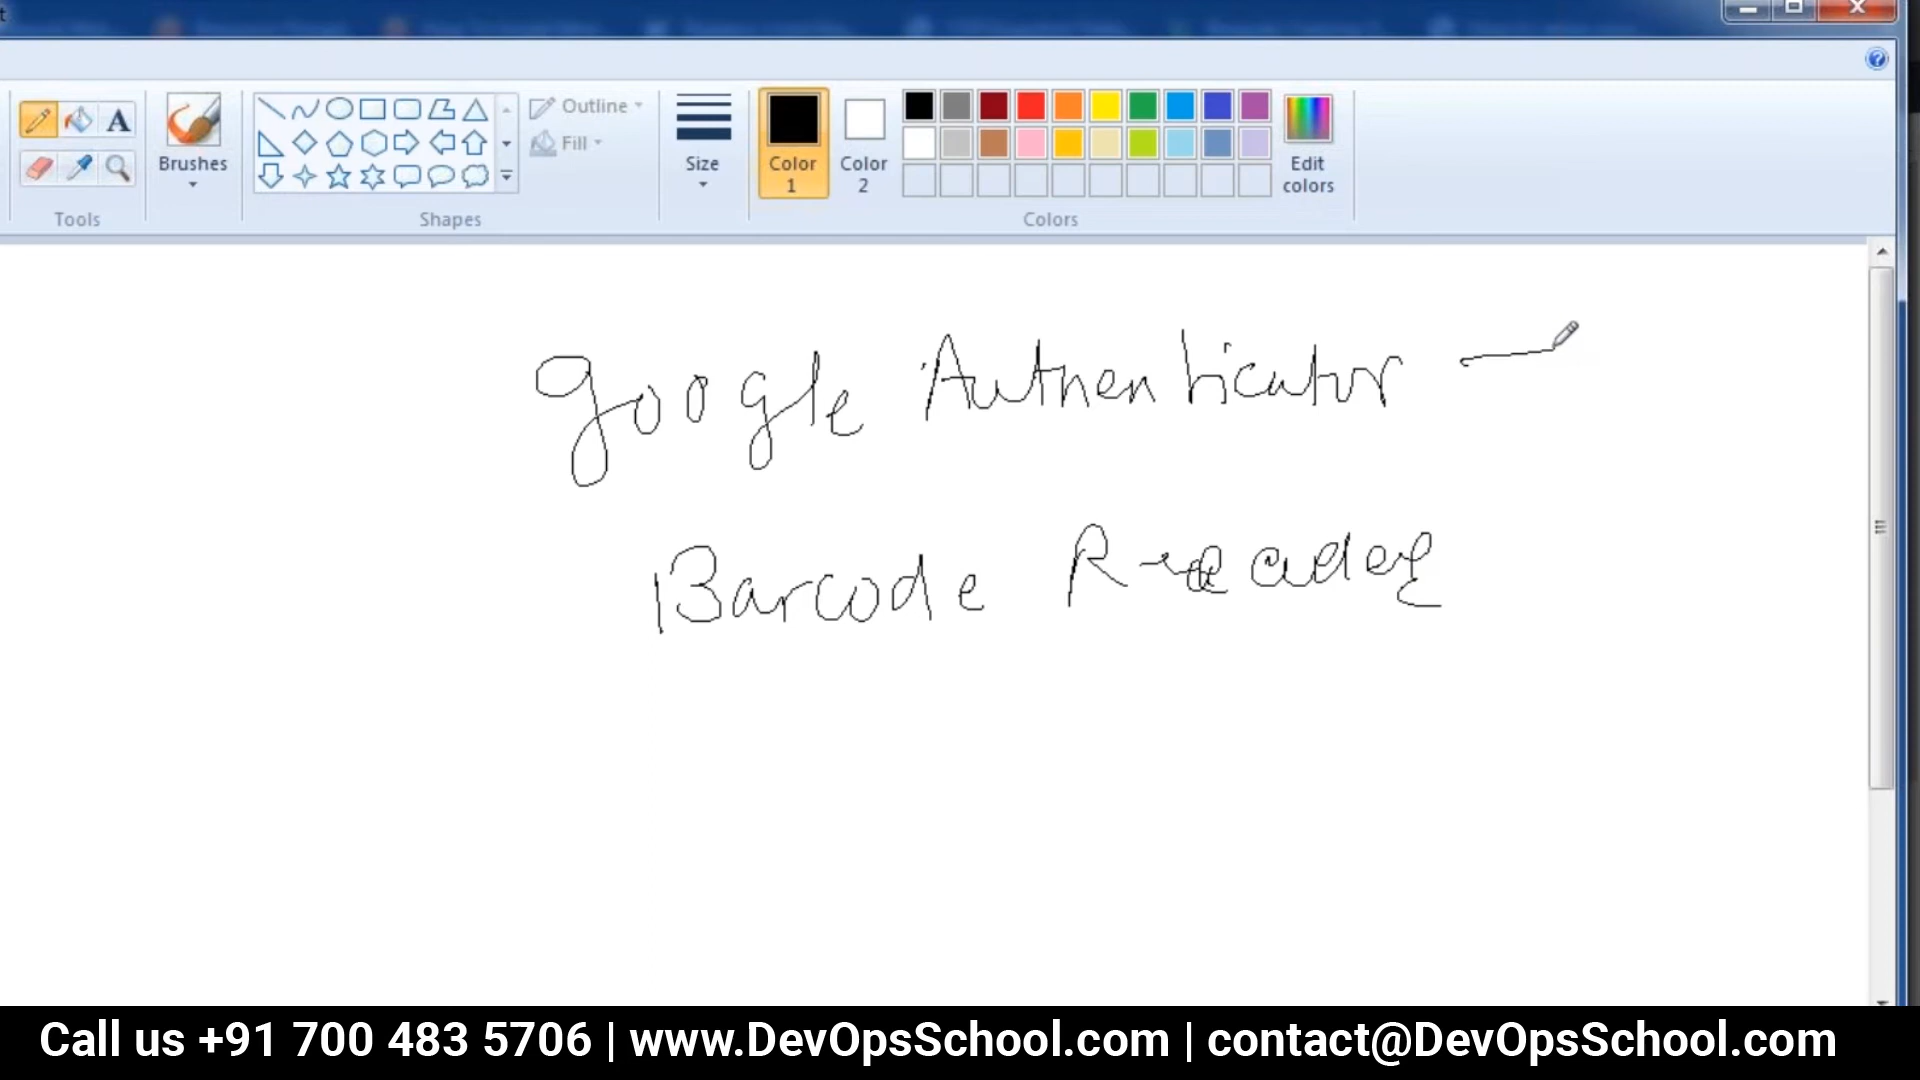 t
Outline
Fill
Brushes
Size
Color
1
Color
2
Edit
colors
Tools
Shapes
Colors
google Authenticator —
Barcode Reader
Call us +91 700 483 5706 | www.DevOpsSchool.com | contact@DevOpsSchool.com